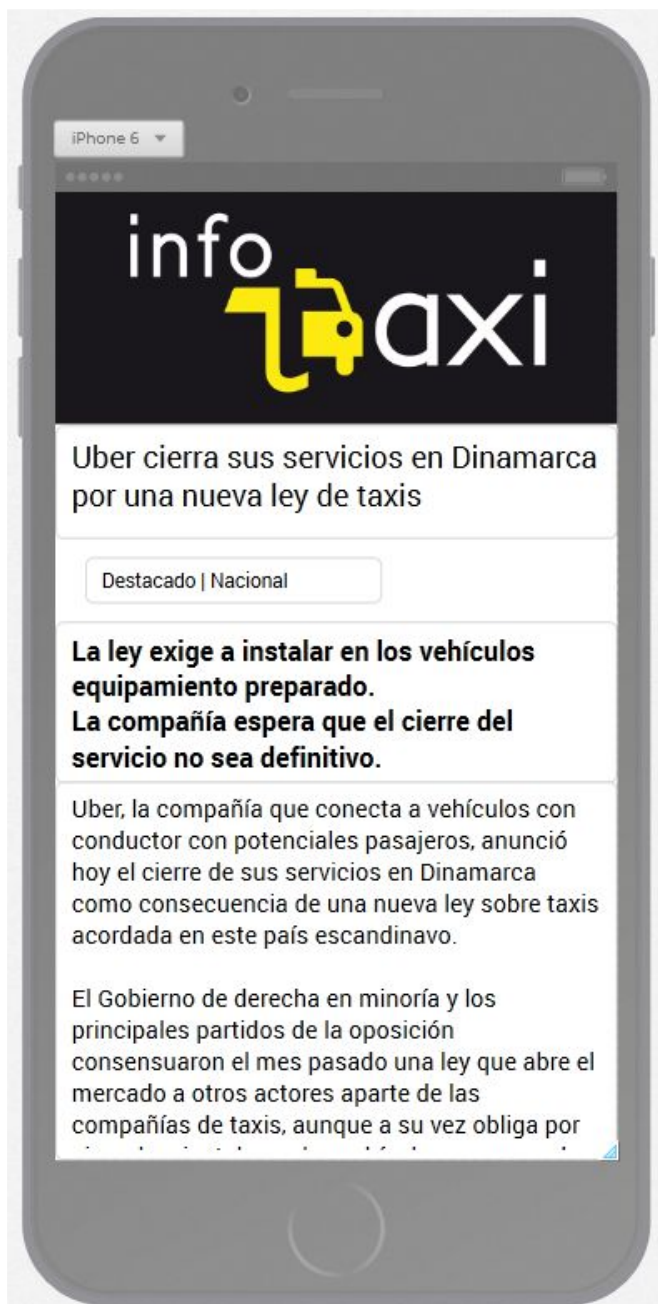 iPhone 6
info
Taxi
Uber cierra sus servicios en Dinamarca
por una nueva ley de taxis
Destacado | Nacional
La ley exige a instalar en los vehículos
equipamiento preparado.
La compañía espera que el cierre del
servicio no sea definitivo.
Uber, la compañía que conecta a vehículos con
conductor con potenciales pasajeros, anunció
hoy el cierre de sus servicios en Dinamarca
como consecuencia de una nueva ley sobre taxis
acordada en este país escandinavo.
El Gobierno de derecha en minoría y los
principales partidos de la oposición
consensuaron el mes pasado una ley que abre el
mercado a otros actores aparte de las
compañías de taxis, aunque a su vez obliga por